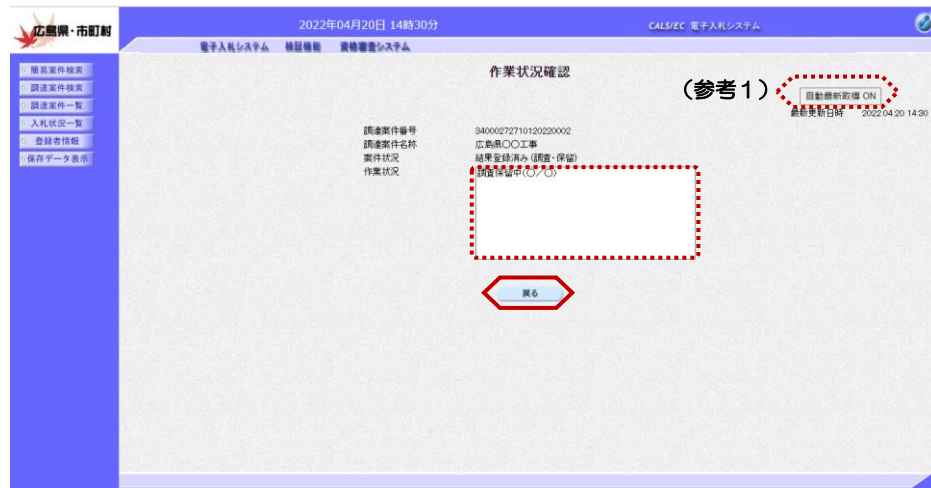 広島県・市町村
2022年04月20日 14時30分
CALS/EC 電子入札システム
電子入札システム 検証機能 資格審査システム
簡易案件検索
調達案件検索
調達案件一覧
入札状況一覧
登録者情報
保存データ表示
作業状況確認
(参考1)
自動最新取得 ON
最新更新日時 2022.04.20 14:30
調達案件番号 34000272710120220002
調達案件名称 広島県〇〇工事
案件状況 結果登録済み(調査・保留)
作業状況 調査保留中(〇/〇)
戻る